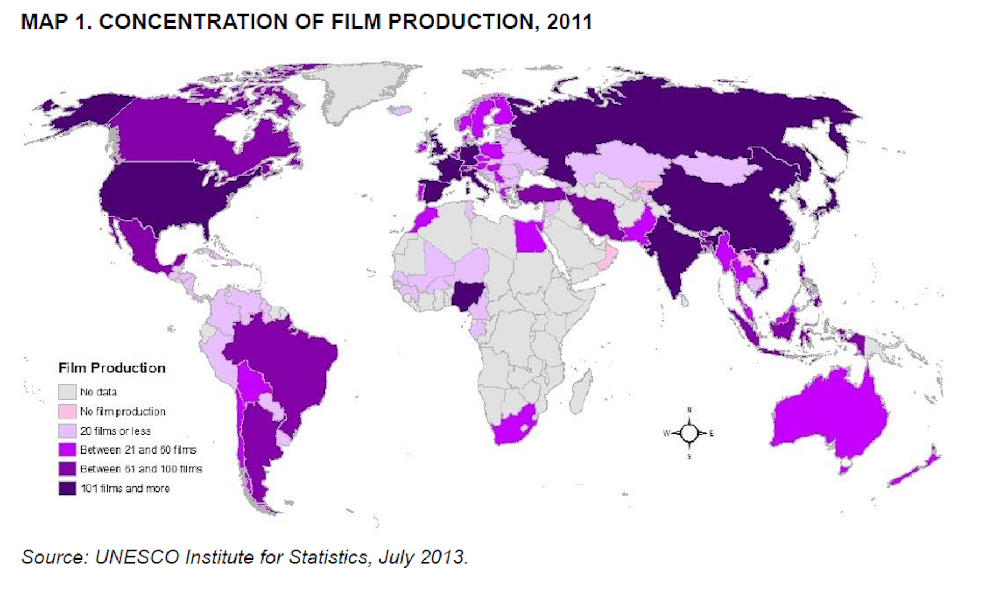 MAP 1. CONCENTRATION OF FILM PRODUCTION, 2011
Film Production
No data
No film production
20 films or less
Between 21 and 60 films
Between 61 and 100 films
101 films and more
N
W
E
S
Source: UNESCO Institute for Statistics, July 2013.